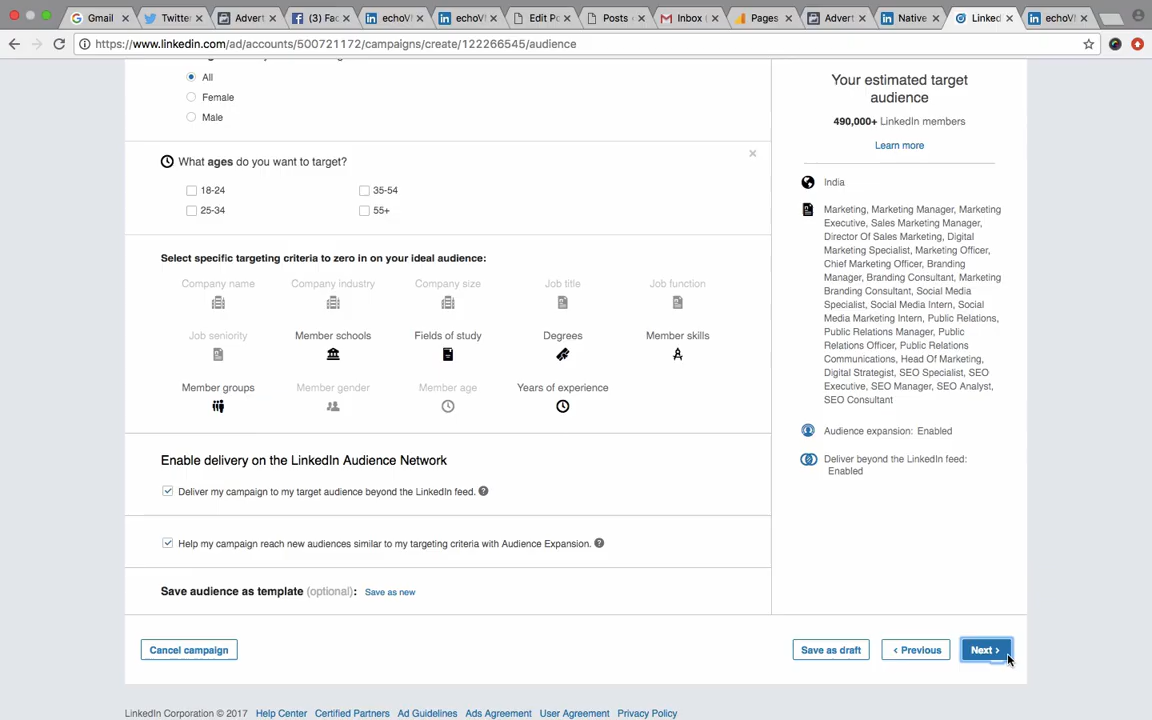 Gmail
Twitte
Advert
(3) Fa
echoV
echoV
Edit P
Posts
Inbox
Pages
Advert
Native
Linked
echoV
https://www.linkedin.com/ad/accounts/500721172/campaigns/create/122266545/audience
All
Female
Male
What ages do you want to target?
18-24
35-54
25-34
55+
Select specific targeting criteria to zero in on your ideal audience:
Company name
Company industry
Company size
Job title
Job function
Job seniority
Member schools
Fields of study
Degrees
Member skills
Member groups
Member gender
Member age
Years of experience
Enable delivery on the LinkedIn Audience Network
Deliver my campaign to my target audience beyond the LinkedIn feed.
Help my campaign reach new audiences similar to my targeting criteria with Audience Expansion.
Save audience as template (optional): Save as new
Your estimated target
audience
490,000+ LinkedIn members
Learn more
India
Marketing, Marketing Manager, Marketing
Executive, Sales Marketing Manager,
Director Of Sales Marketing, Digital
Marketing Specialist, Marketing Officer,
Chief Marketing Officer, Branding
Manager, Branding Consultant, Marketing
Branding Consultant, Social Media
Specialist, Social Media Intern, Social
Media Marketing Intern, Public Relations,
Public Relations Manager, Public
Relations Officer, Public Relations
Communications, Head Of Marketing,
Digital Strategist, SEO Specialist, SEO
Executive, SEO Manager, SEO Analyst,
SEO Consultant
Audience expansion: Enabled
Deliver beyond the LinkedIn feed:
Enabled
Cancel campaign
Save as draft
‹ Previous
Next ›
LinkedIn Corporation © 2017 Help Center Certified Partners Ad Guidelines Ads Agreement User Agreement Privacy Policy